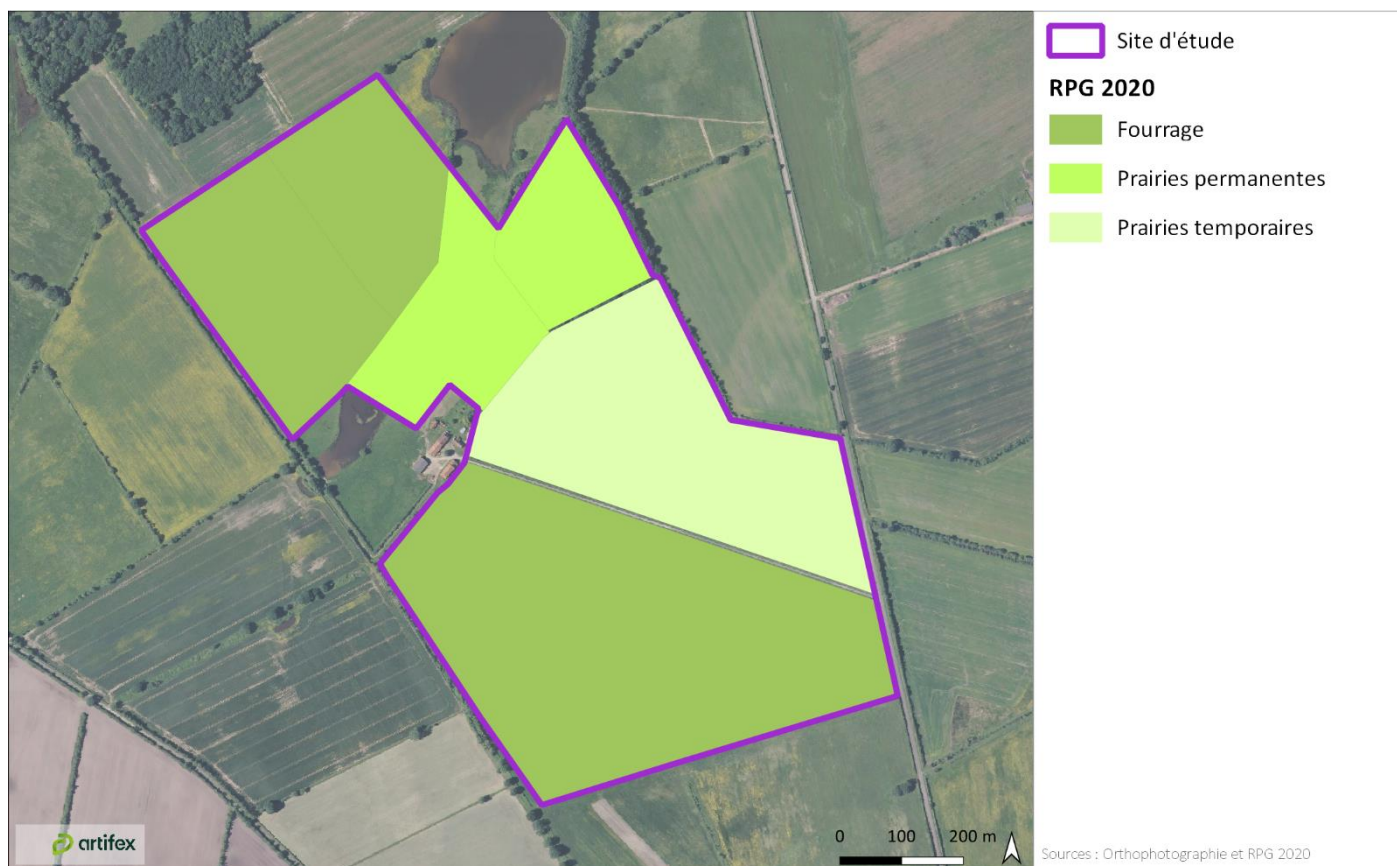 Site d'étude
RPG 2020
Fourrage
Prairies permanentes
Prairies temporaires
artifex
0 100 200 m
Sources : Orthophotographie et RPG 2020